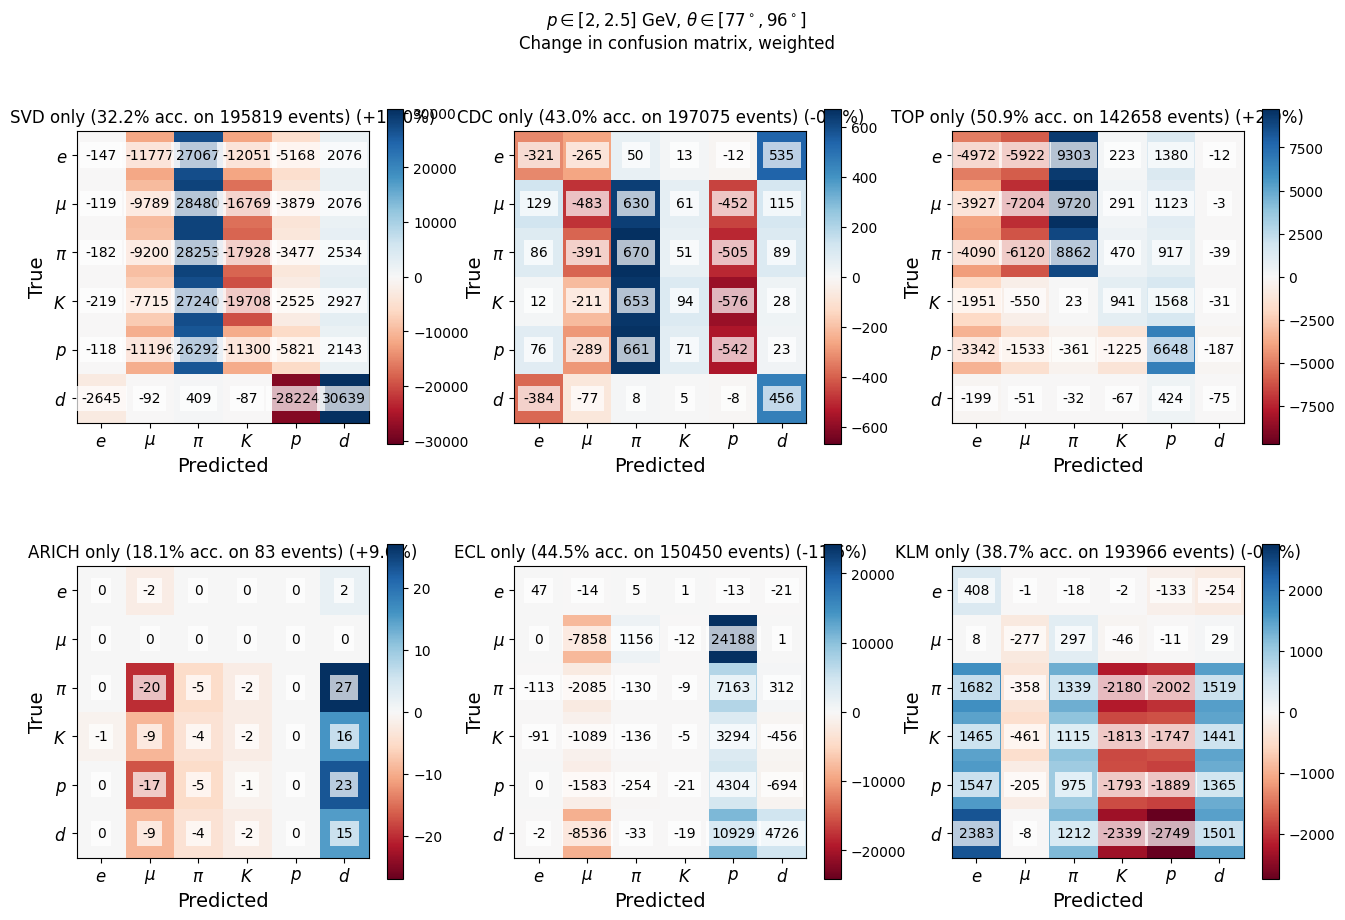 p ∈ [2, 2.5] GeV, θ ∈ [77°, 96°]
Change in confusion matrix, weighted
SVD only (32.2% acc. on 195819 events)
True
e -147 -11777 27067 -12051 -5168 2076
μ -119 -9789 28480 -16769 -3879 2076
π -182 -9200 28253 -17928 -3477 2534
K -219 -7715 27240 -19708 -2525 2927
p -118 -11196 26292 -11300 -5821 2143
d -2645 -92 409 -87 -28224 30639
e μ π K p d
Predicted
30000
20000
10000
0
−10000
−20000
−30000
CDC only (43.0% acc. on 197075 events)
True
e -321 -265 50 13 -12 535
μ 129 -483 630 61 -452 115
π 86 -391 670 51 -505 89
K 12 -211 653 94 -576 28
p 76 -289 661 71 -542 23
d -384 -77 8 5 -8 456
e μ π K p d
Predicted
600
400
200
0
−200
−400
−600
TOP only (50.9% acc. on 142658 events)
True
e -4972 -5922 9303 223 1380 -12
μ -3927 -7204 9720 291 1123 -3
π -4090 -6120 8862 470 917 -39
K -1951 -550 23 941 1568 -31
p -3342 -1533 -361 -1225 6648 -187
d -199 -51 -32 -67 424 -75
e μ π K p d
Predicted
7500
5000
2500
0
−2500
−5000
−7500
ARICH only (18.1% acc. on 83 events)
True
e 0 -2 0 0 0 2
μ 0 0 0 0 0 0
π 0 -20 -5 -2 0 27
K -1 -9 -4 -2 0 16
p 0 -17 -5 -1 0 23
d 0 -9 -4 -2 0 15
e μ π K p d
Predicted
20
10
0
−10
−20
ECL only (44.5% acc. on 150450 events)
True
e 47 -14 5 1 -13 -21
μ 0 -7858 1156 -12 24188 1
π -113 -2085 -130 -9 7163 312
K -91 -1089 -136 -5 3294 -456
p 0 -1583 -254 -21 4304 -694
d -2 -8536 -33 -19 10929 4726
e μ π K p d
Predicted
20000
10000
0
−10000
−20000
KLM only (38.7% acc. on 193966 events)
True
e 408 -1 -18 -2 -133 -254
μ 8 -277 297 -46 -11 29
π 1682 -358 1339 -2180 -2002 1519
K 1465 -461 1115 -1813 -1747 1441
p 1547 -205 975 -1793 -1889 1365
d 2383 -8 1212 -2339 -2749 1501
e μ π K p d
Predicted
2000
1000
0
−1000
−2000